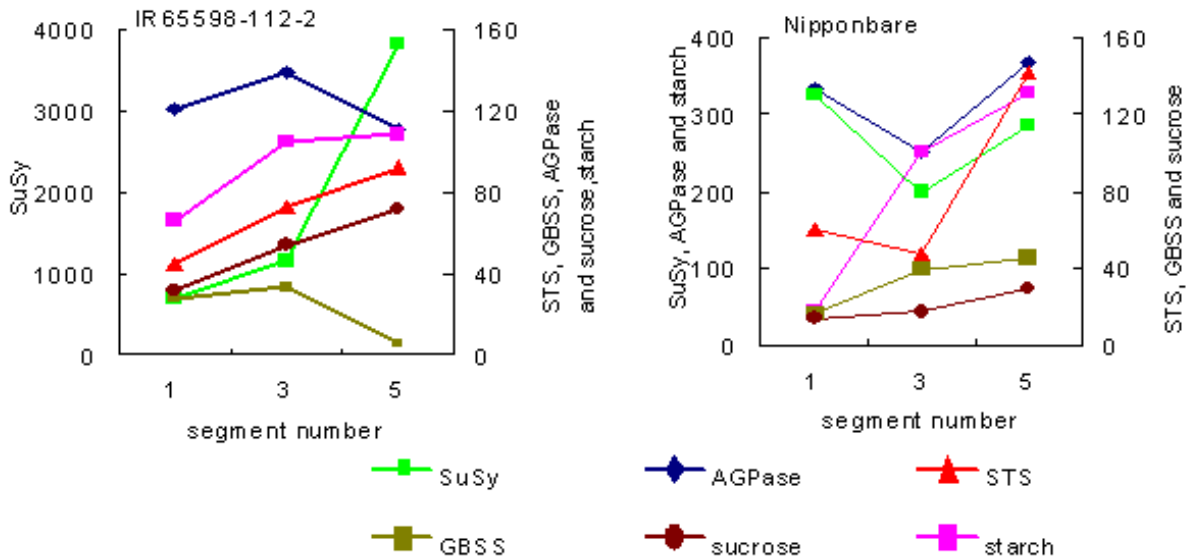 IR65598-112-2
4000
3000
2000
1000
0
SuSy
160
120
80
40
0
STS, GBSS, AGPase
and sucrose,starch
1 3 5
segment number
Nipponbare
400
300
200
100
0
SuSy, AGPase and starch
160
120
80
40
0
STS, GBSS and sucrose
1 3 5
segment number
SuSy AGPase STS
GBSS sucrose starch